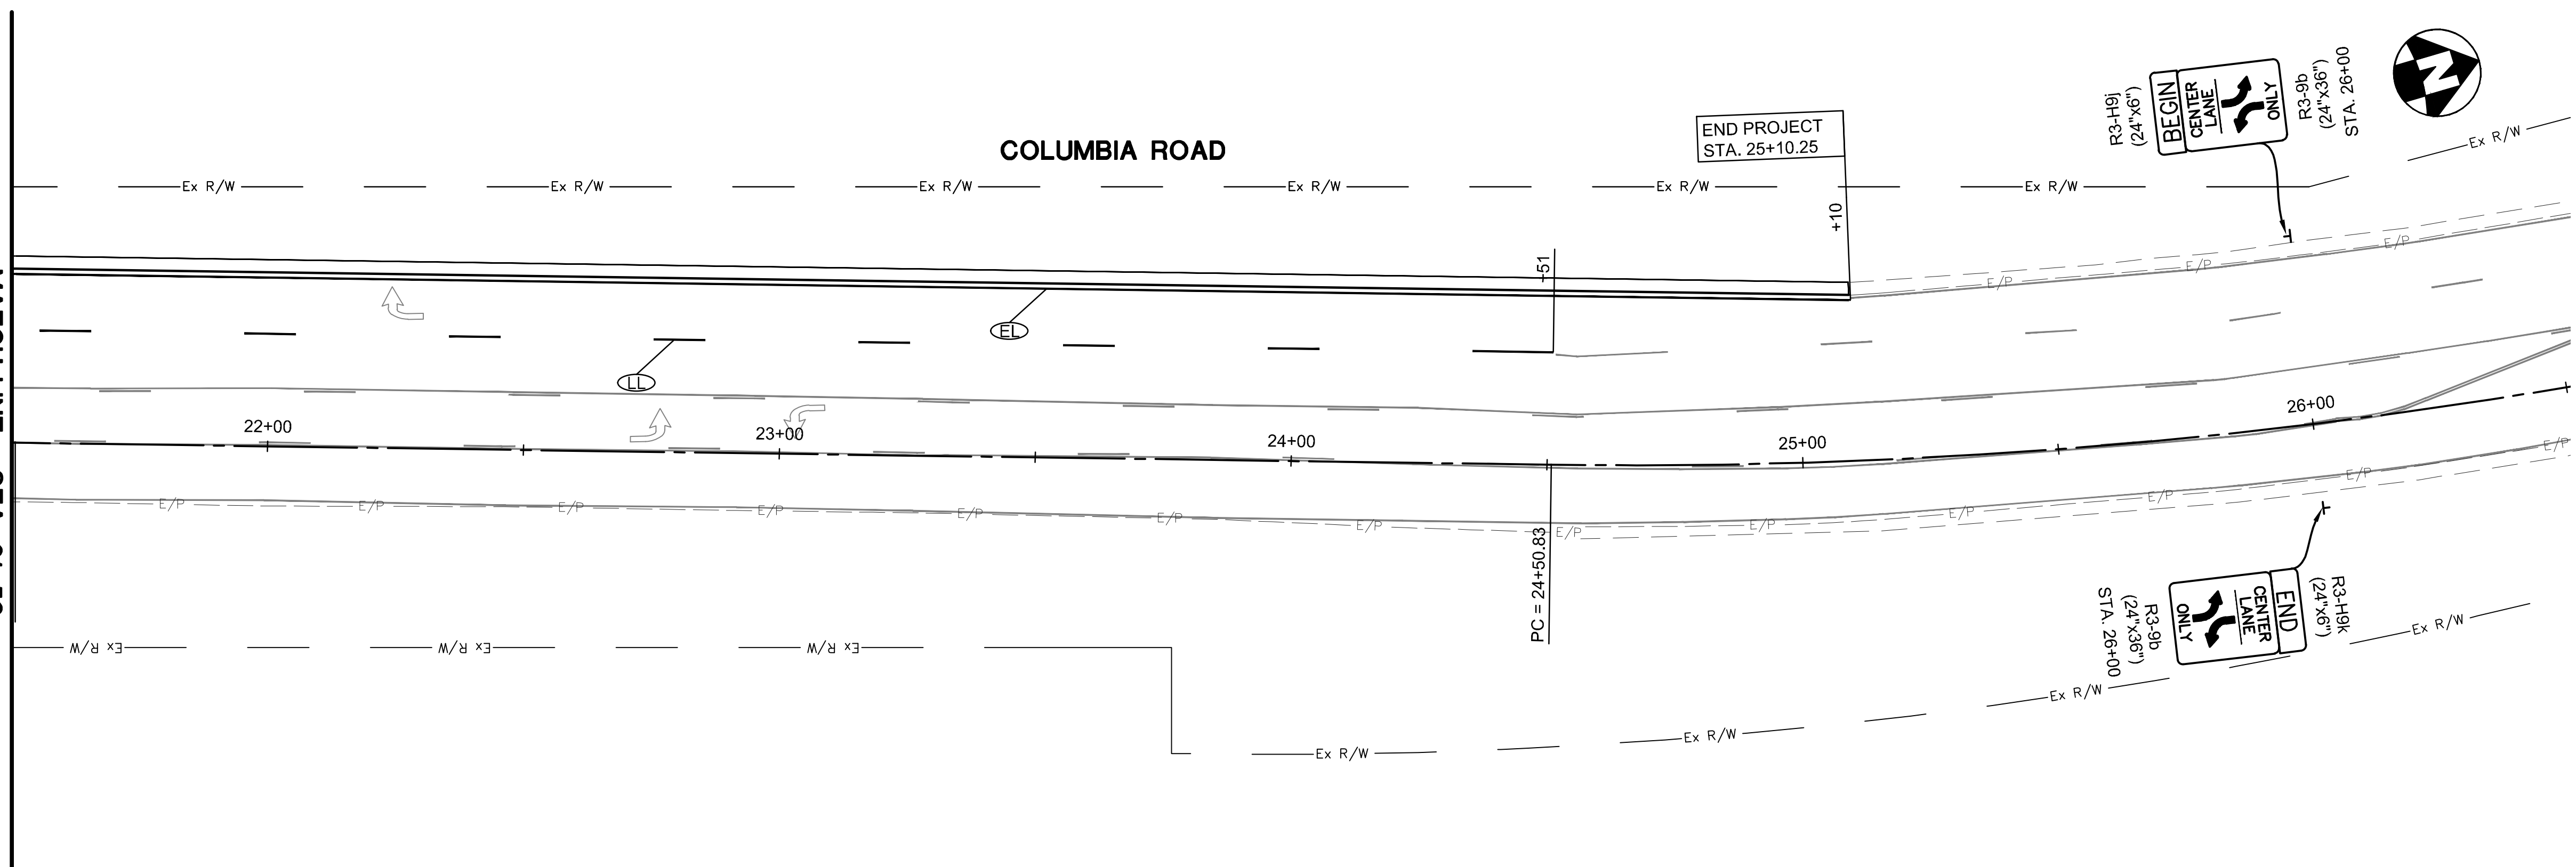 COLUMBIA ROAD
END PROJECT
STA. 25+10.25
+10
+51
R3-H9j
(24"x6")
BEGIN
CENTER
LANE
ONLY
R3-9b
(24"x36")
STA. 26+00
N
Ex R/W
Ex R/W
Ex R/W
Ex R/W
Ex R/W
Ex R/W
Ex R/W
E/P
E/P
E/P
EL
LL
22+00
23+00
24+00
25+00
26+00
E/P
E/P
E/P
E/P
E/P
E/P
E/P
E/P
E/P
E/P
E/P
E/P
E/P
PC = 24+50.83
Ex R/W
Ex R/W
Ex R/W
Ex R/W
Ex R/W
Ex R/W
Ex R/W
STA. 26+00
(24"x36")
R3-9b
ONLY
CENTER
LANE
END
R3-H9k
(24"x6")